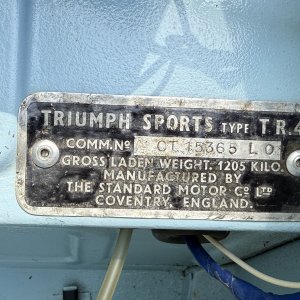 TRIUMPH SPORTS TYPE T.R.4
COMM. Nº CT 15365 L O
GROSS LADEN WEIGHT. 1205 KILO.
MANUFACTURED BY
THE STANDARD MOTOR Cº LTD
COVENTRY, ENGLAND.